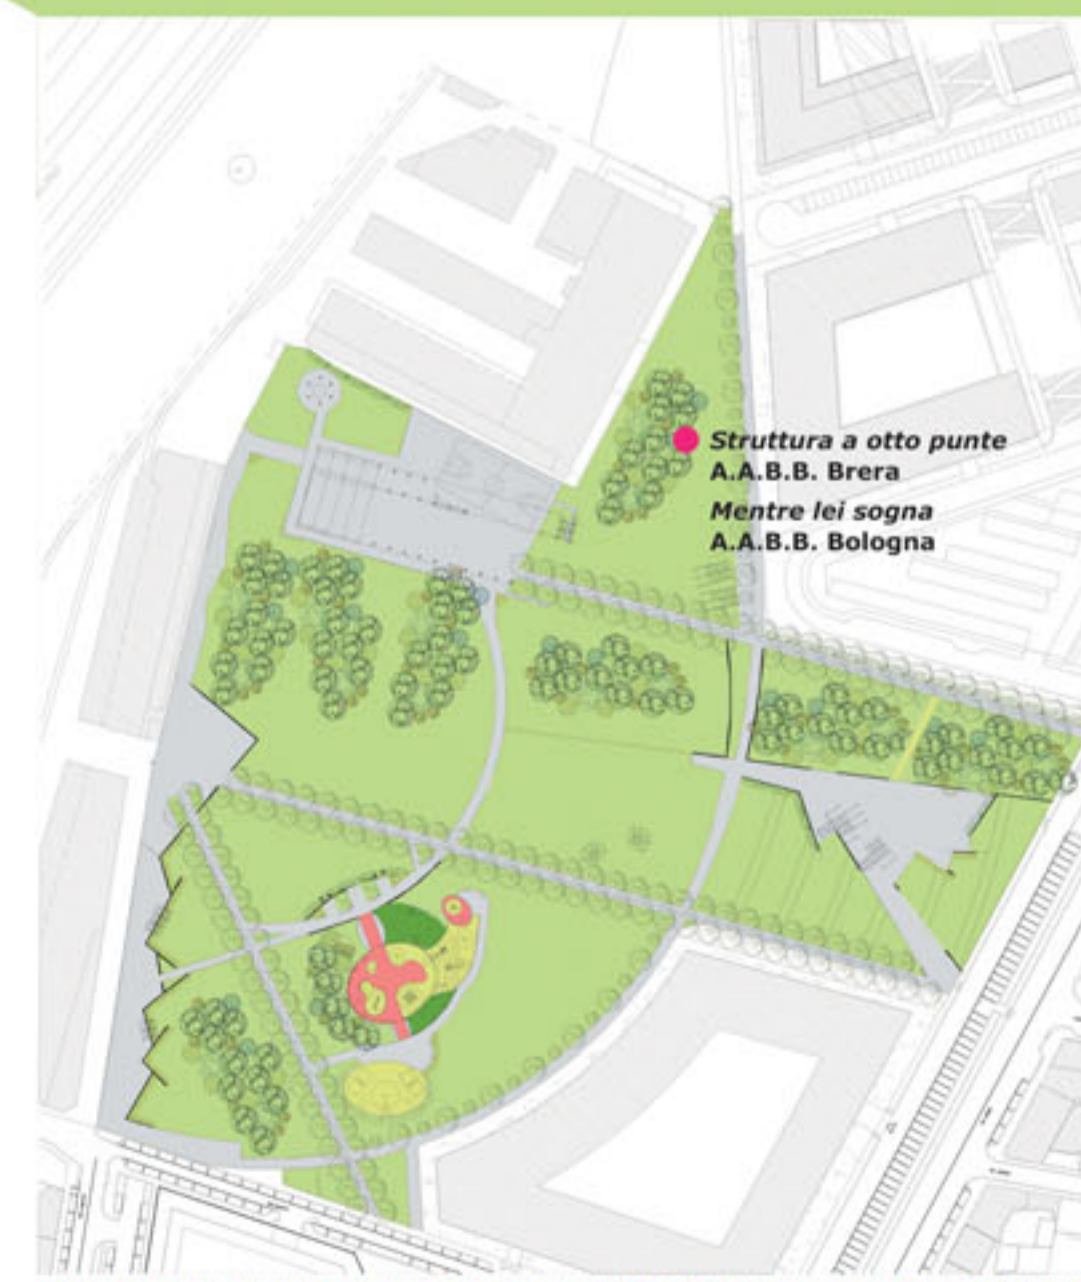 Struttura a otto punte
A.A.B.B. Brera
Mentre lei sogna
A.A.B.B. Bologna